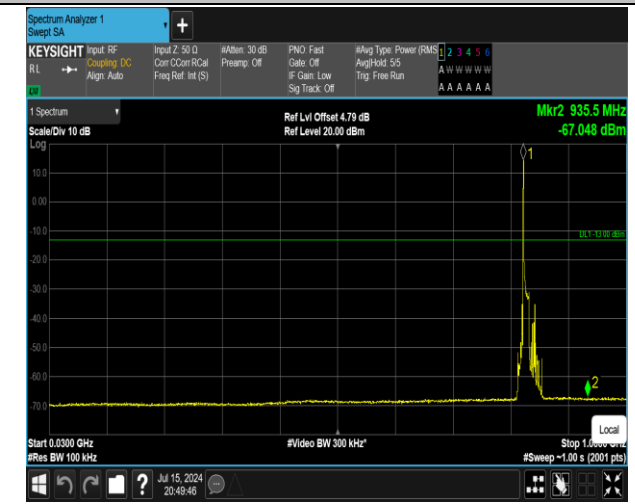 Spectrum Analyzer 1
Swept SA
+
KEYSIGHT
RL
Input: RF
Coupling: DC
Align: Auto
Input Z: 50 Ω
Corr CCorr RCal
Freq Ref: Int (S)
#Atten: 30 dB
Preamp: Off
PNO: Fast
Gate: Off
IF Gain: Low
Sig Track: Off
#Avg Type: Power (RMS
Avg|Hold: 5/5
Trig: Free Run
1 2 3 4 5 6
A W W W W W
A A A A A A
1 Spectrum
Scale/Div 10 dB
Ref Lvl Offset 4.79 dB
Ref Level 20.00 dBm
Mkr2 935.5 MHz
-67.048 dBm
Log
1
10.0
0.00
-10.0
DL1 -13.00 dBm
-20.0
-30.0
-40.0
-50.0
-60.0
2
-70.0
Local
Start 0.0300 GHz
#Video BW 300 kHz*
#Res BW 100 kHz
#Sweep ~1.00 s (2001 pts)
?
Jul 15, 2024
20:49:46